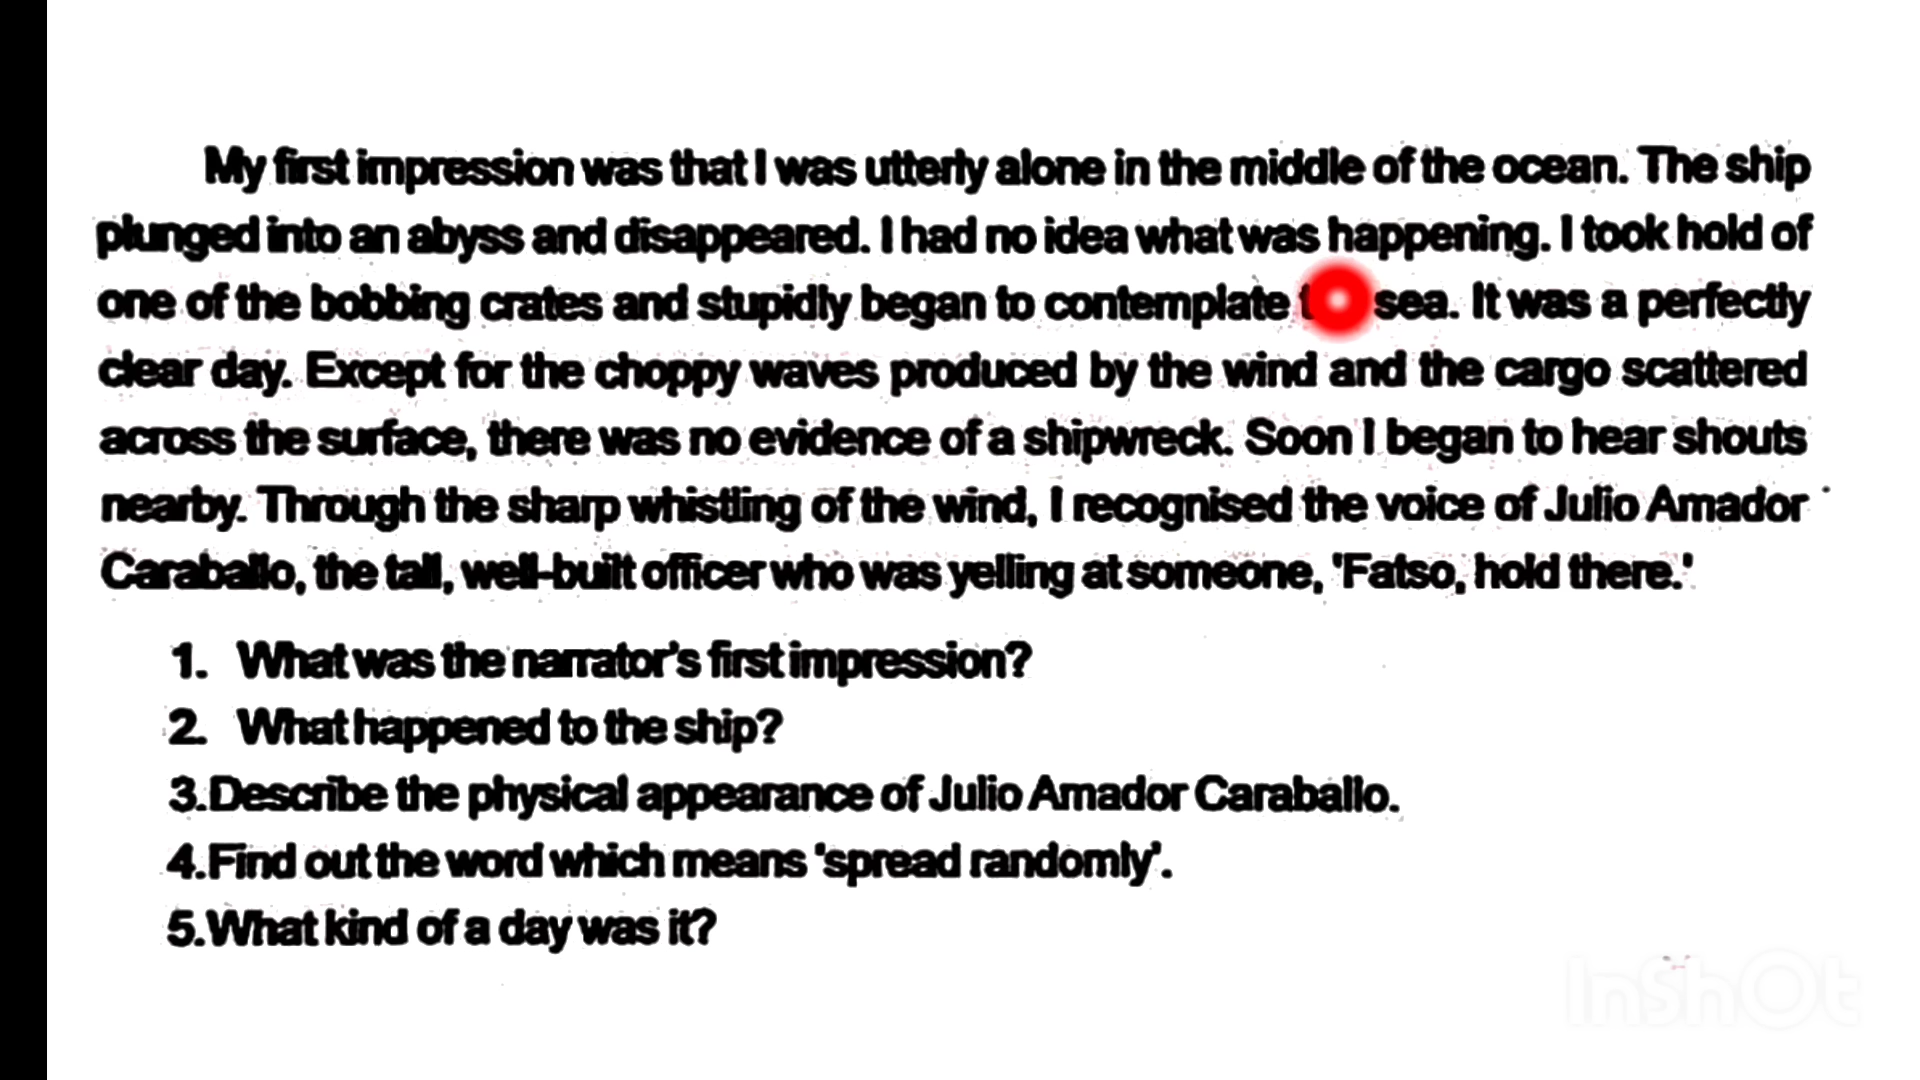 My first impression was that I was utterly alone in the middle of the ocean. The ship
plunged into an abyss and disappeared. I had no idea what was happening. I took hold of
one of the bobbing crates and stupidly began to contemplate sea. It was a perfectly
clear day. Except for the choppy waves produced by the wind and the cargo scattered
across the surface, there was no evidence of a shipwreck. Soon I began to hear shouts
nearby. Through the sharp whistling of the wind, I recognised the voice of Julio Amador
Caraballo, the tall, well-built officer who was yelling at someone, 'Fatso, hold there.'
1. What was the narrator's first impression?
2. What happened to the ship?
3.Describe the physical appearance of Julio Amador Caraballo.
4.Find out the word which means 'spread randomly'.
5.What kind of a day was it?
InShOt